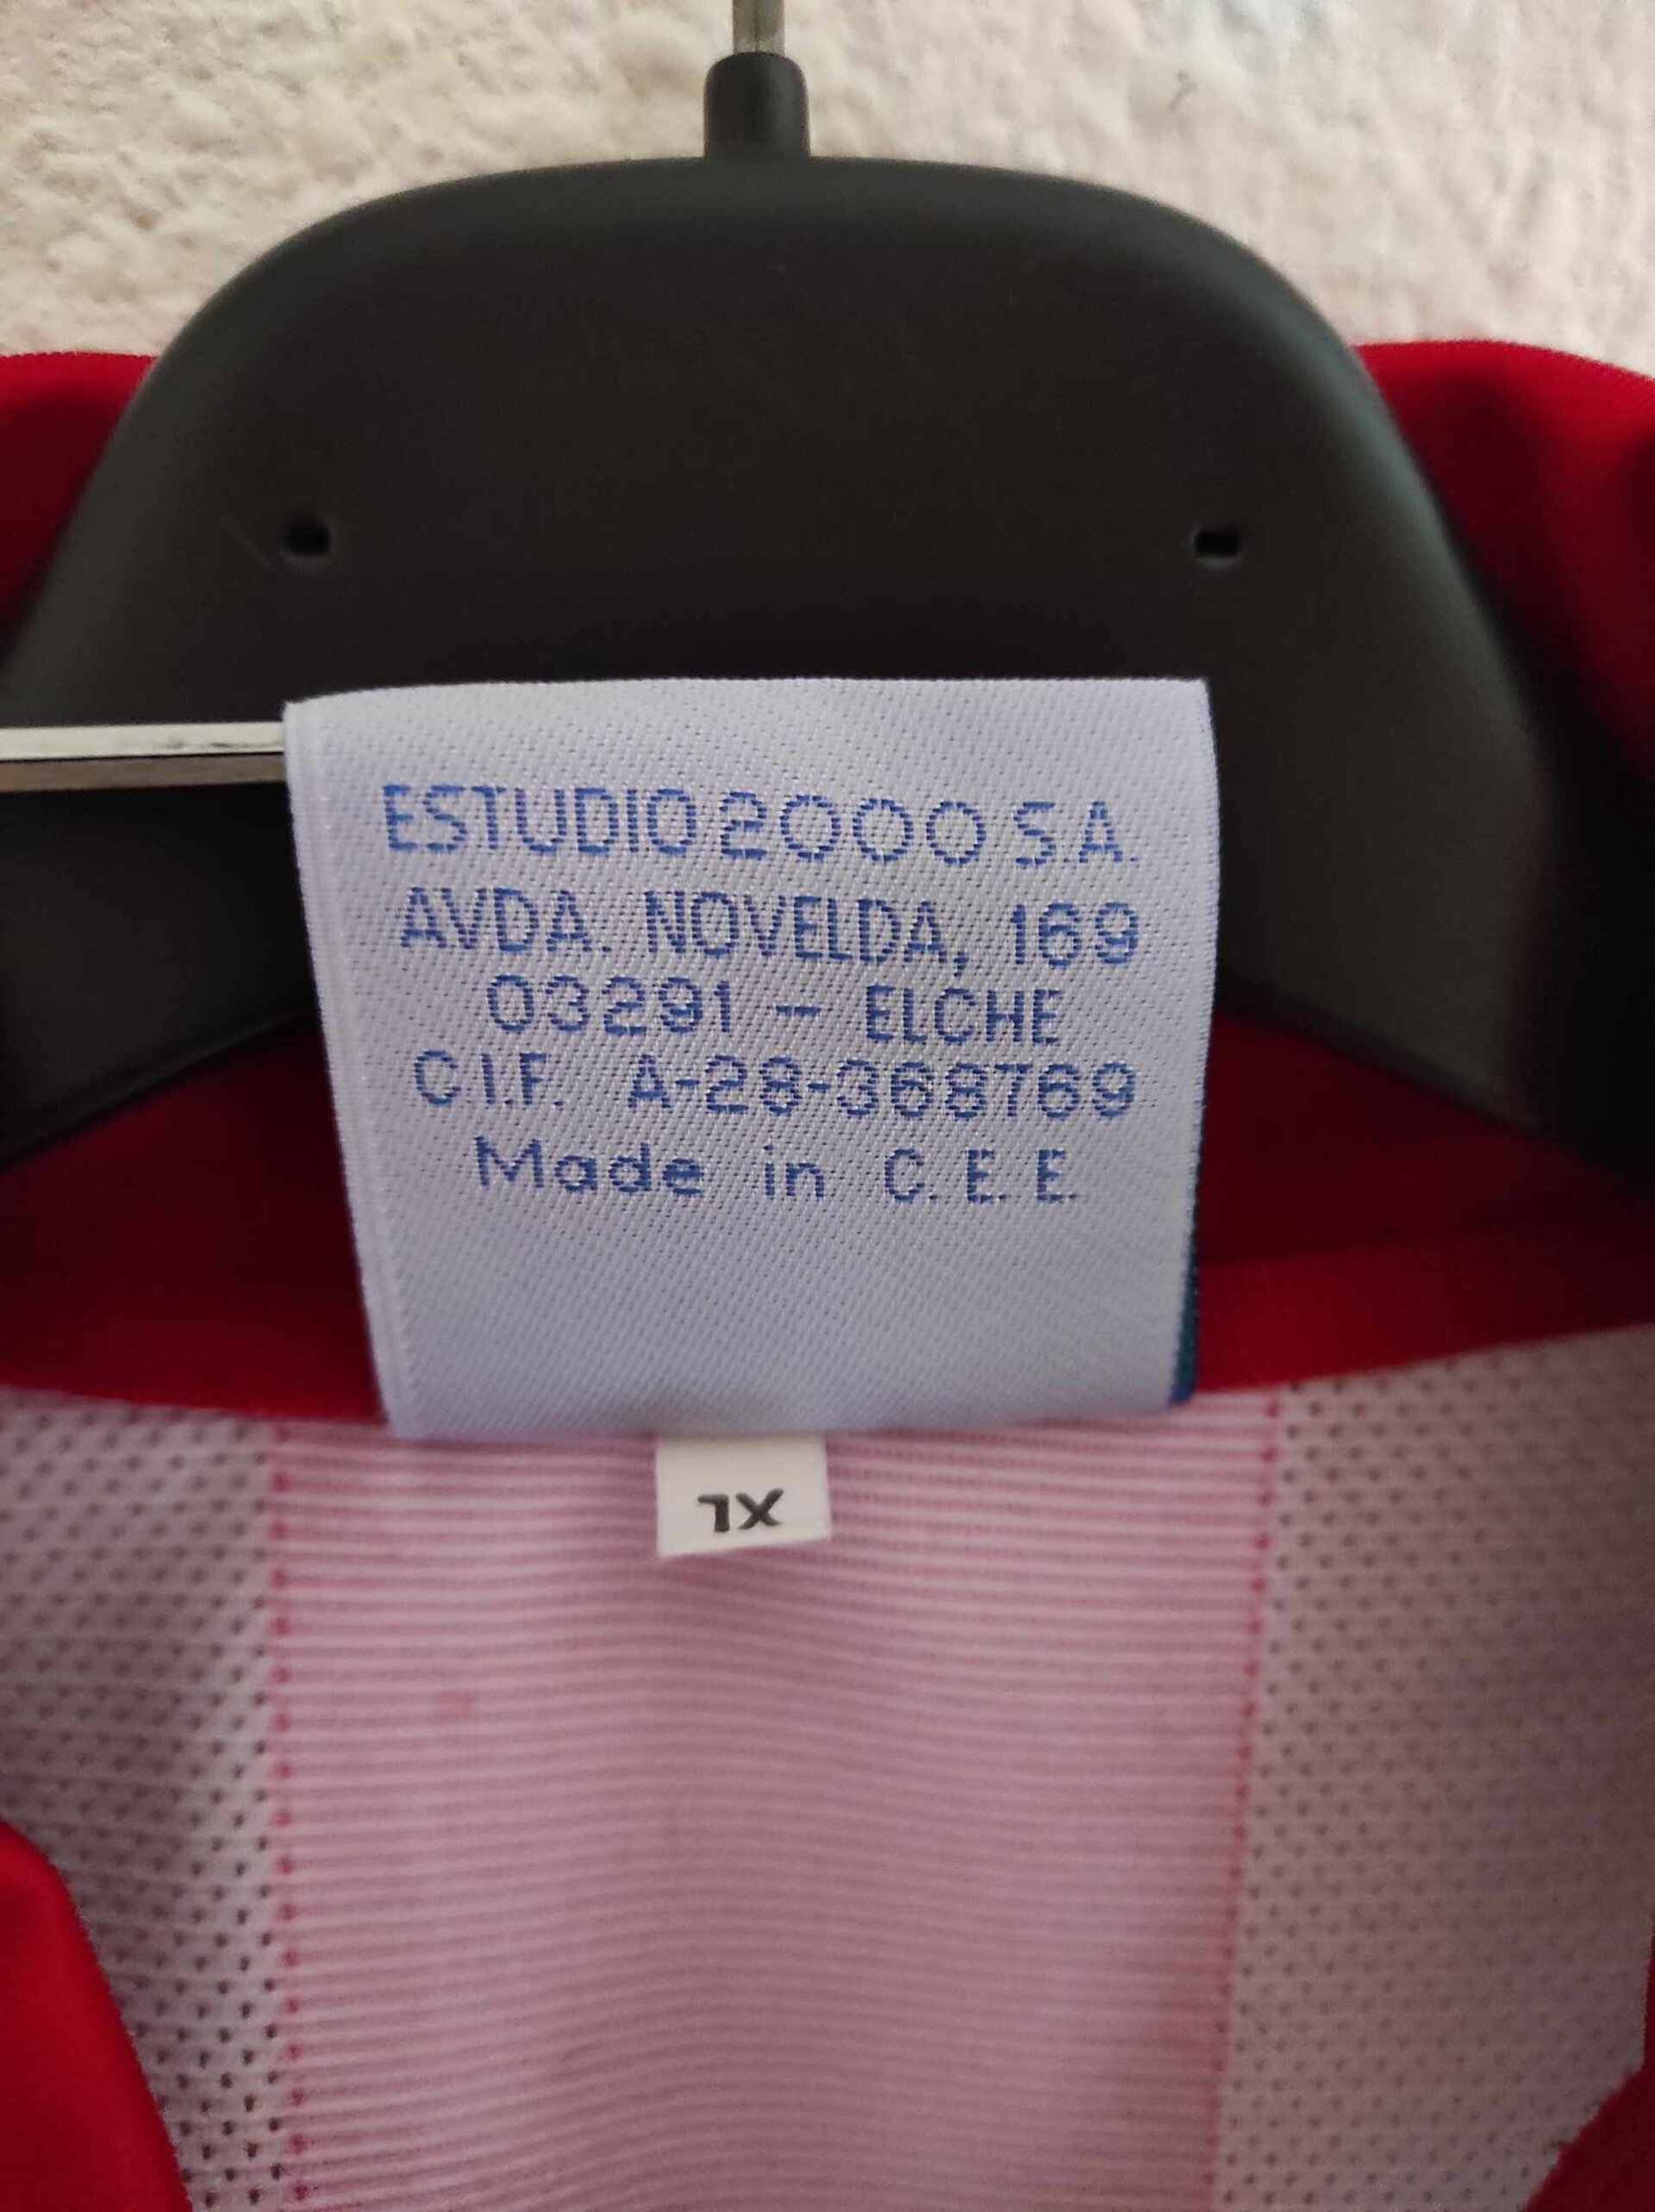 ESTUDIO 2000 S.A.
AVDA. NOVELDA, 169
03291 - ELCHE
C.I.F. A-28-368769
Made in C.E.E.
XL